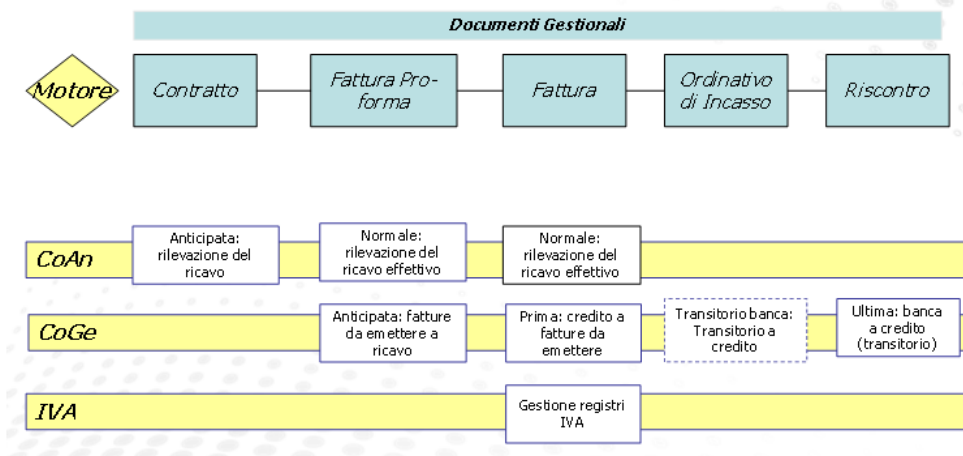 Documenti Gestionali
Motore
Contratto
Fattura Pro-
forma
Fattura
Ordinativo
di Incasso
Riscontro
CoAn
Anticipata:
rilevazione del
ricavo
Normale:
rilevazione del
ricavo effettivo
Normale:
rilevazione del
ricavo effettivo
CoGe
Anticipata: fatture
da emettere a
ricavo
Prima: credito a
fatture da
emettere
Transitorio banca:
Transitorio a
credito
Ultima: banca
a credito
(transitorio)
IVA
Gestione registri
IVA